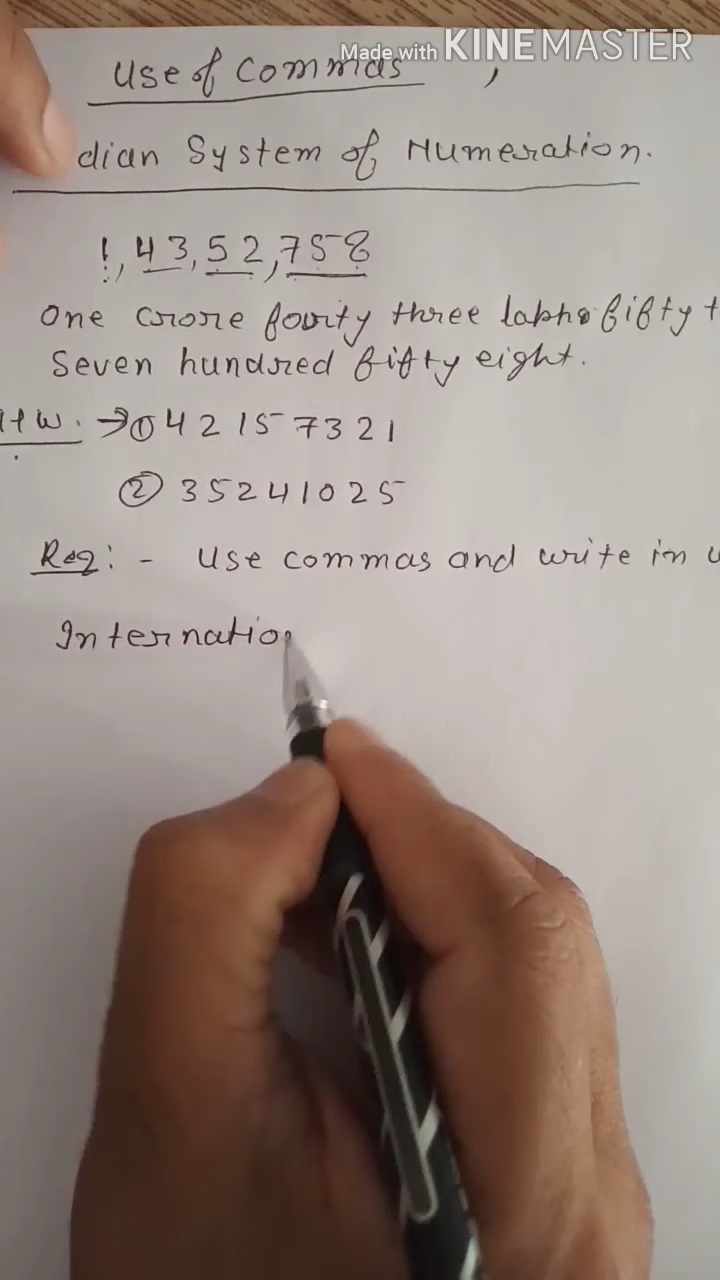 Made with KINEMASTER
Use of Commas ,
dian System of Numeration.
1,43,52,758
One crore fourty three lakhs fifty t
Seven hundred fifty eight.
HW. → ① 42157321
② 35241025
Req: - Use commas and write in w
Internatio